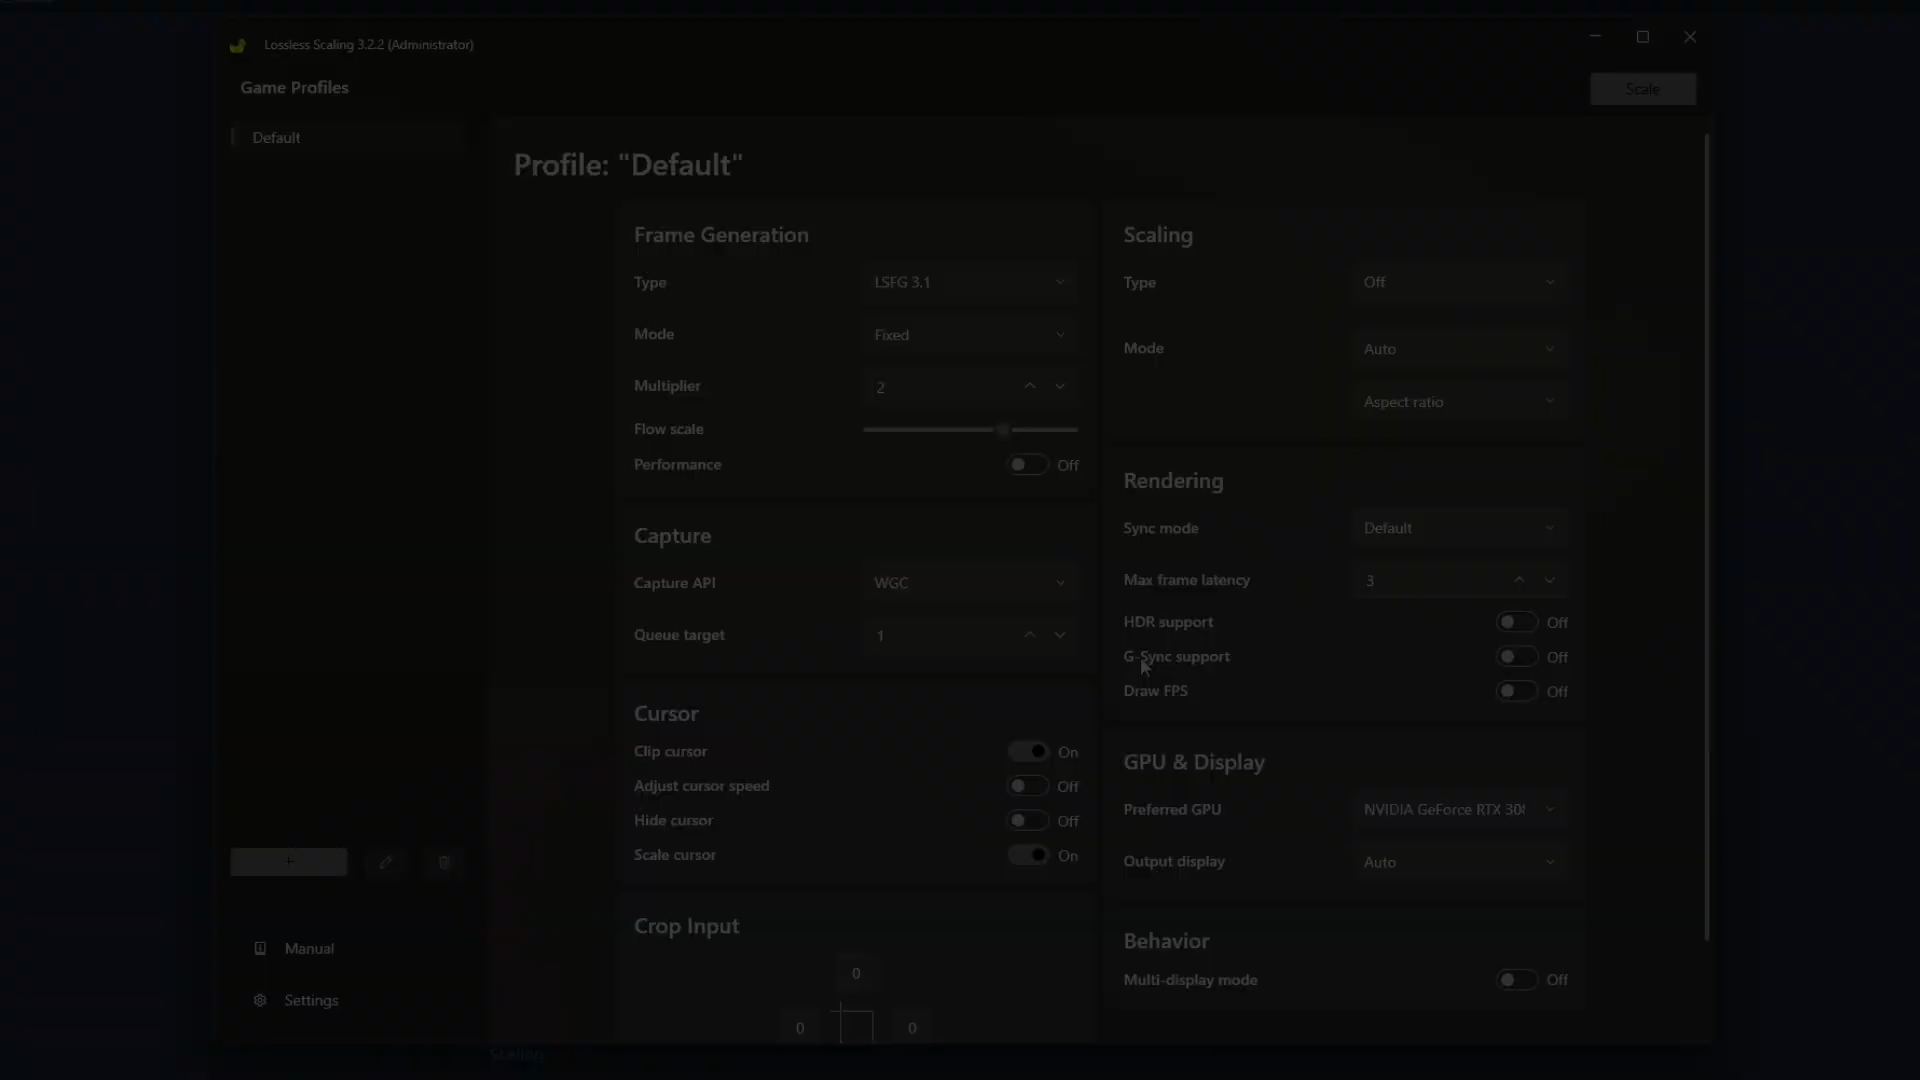 Lossless Scaling 3.2.2 (Administrator)
Game Profiles
Scale
Default
Profile: "Default"
Frame Generation
Type
LSFG 3.1
Mode
Fixed
Multiplier
2
Flow scale
Performance
Off
Capture
Capture API
WGC
Queue target
1
Cursor
Clip cursor
On
Adjust cursor speed
Off
Hide cursor
Off
Scale cursor
On
Crop Input
0
0
0
Scaling
Type
Off
Mode
Auto
Aspect ratio
Rendering
Sync mode
Default
Max frame latency
3
HDR support
Off
G-Sync support
Off
Draw FPS
Off
GPU & Display
Preferred GPU
NVIDIA GeForce RTX
Output display
Auto
Behavior
Multi-display mode
Off
Manual
Settings
Scaling